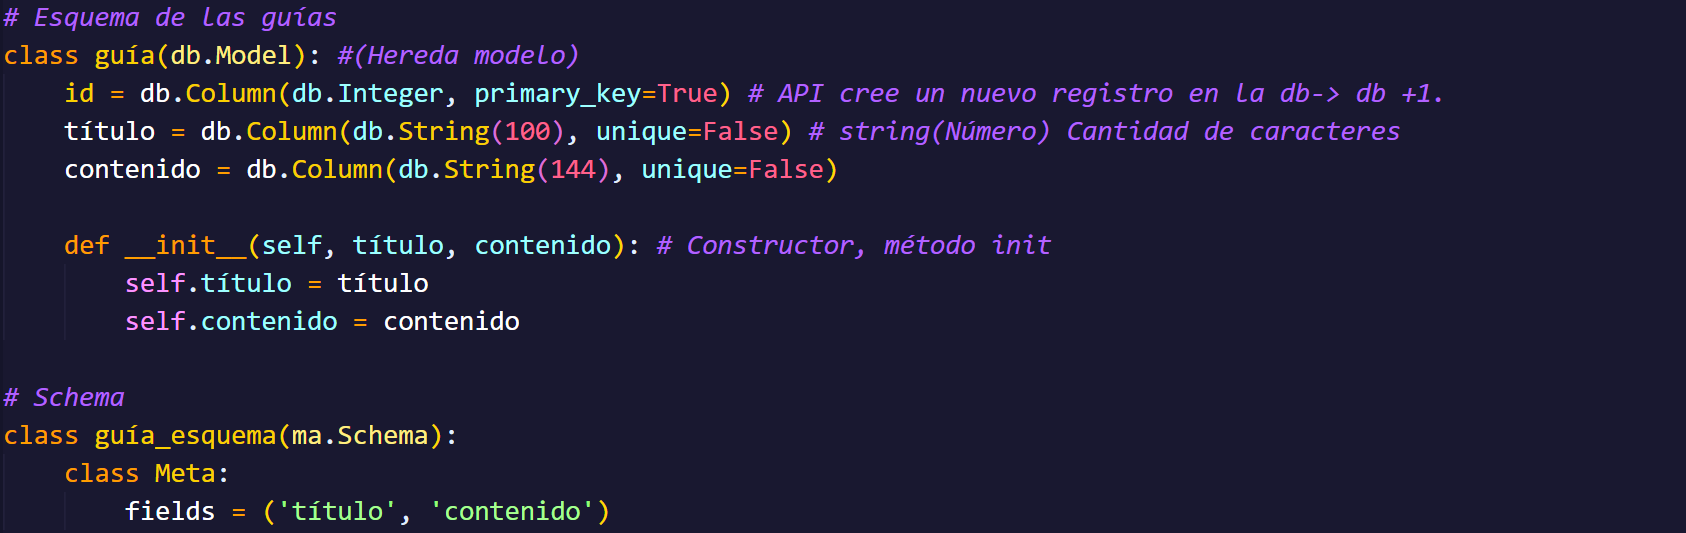 # Esquema de las guías
class guía(db.Model): #(Hereda modelo)
    id = db.Column(db.Integer, primary_key=True) # API cree un nuevo registro en la db-> db +1.
    título = db.Column(db.String(100), unique=False) # string(Número) Cantidad de caracteres
    contenido = db.Column(db.String(144), unique=False)

    def __init__(self, título, contenido): # Constructor, método init
        self.título = título
        self.contenido = contenido

# Schema
class guía_esquema(ma.Schema):
    class Meta:
        fields = ('título', 'contenido')